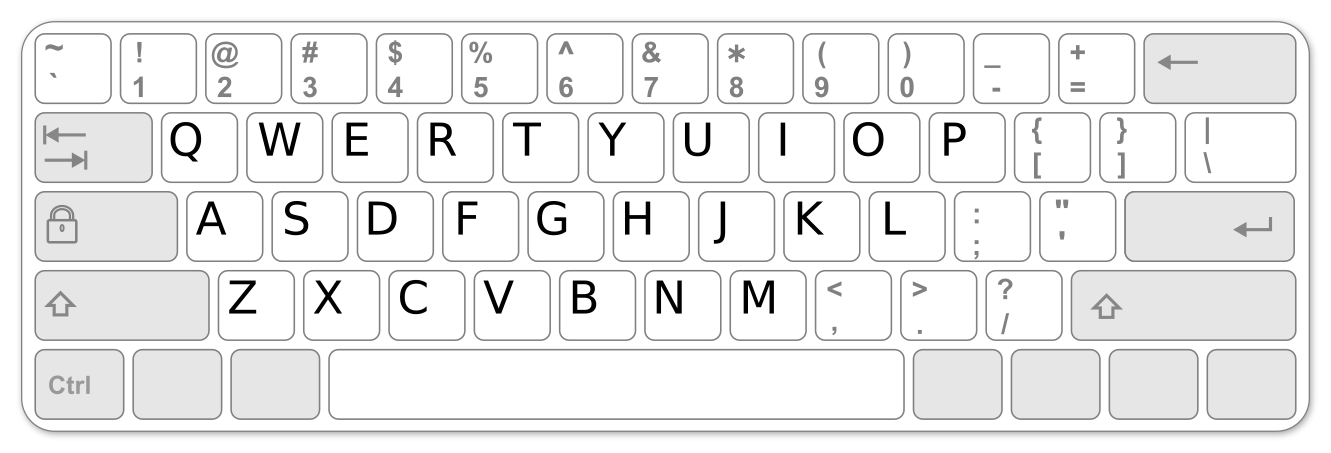 ~ ! @ # $ % ^ & * ( ) _ +
` 1 2 3 4 5 6 7 8 9 0 - =
Q W E R T Y U I O P { } |
[ ] \
A S D F G H J K L : "
; '
Z X C V B N M < > ?
, . /
Ctrl